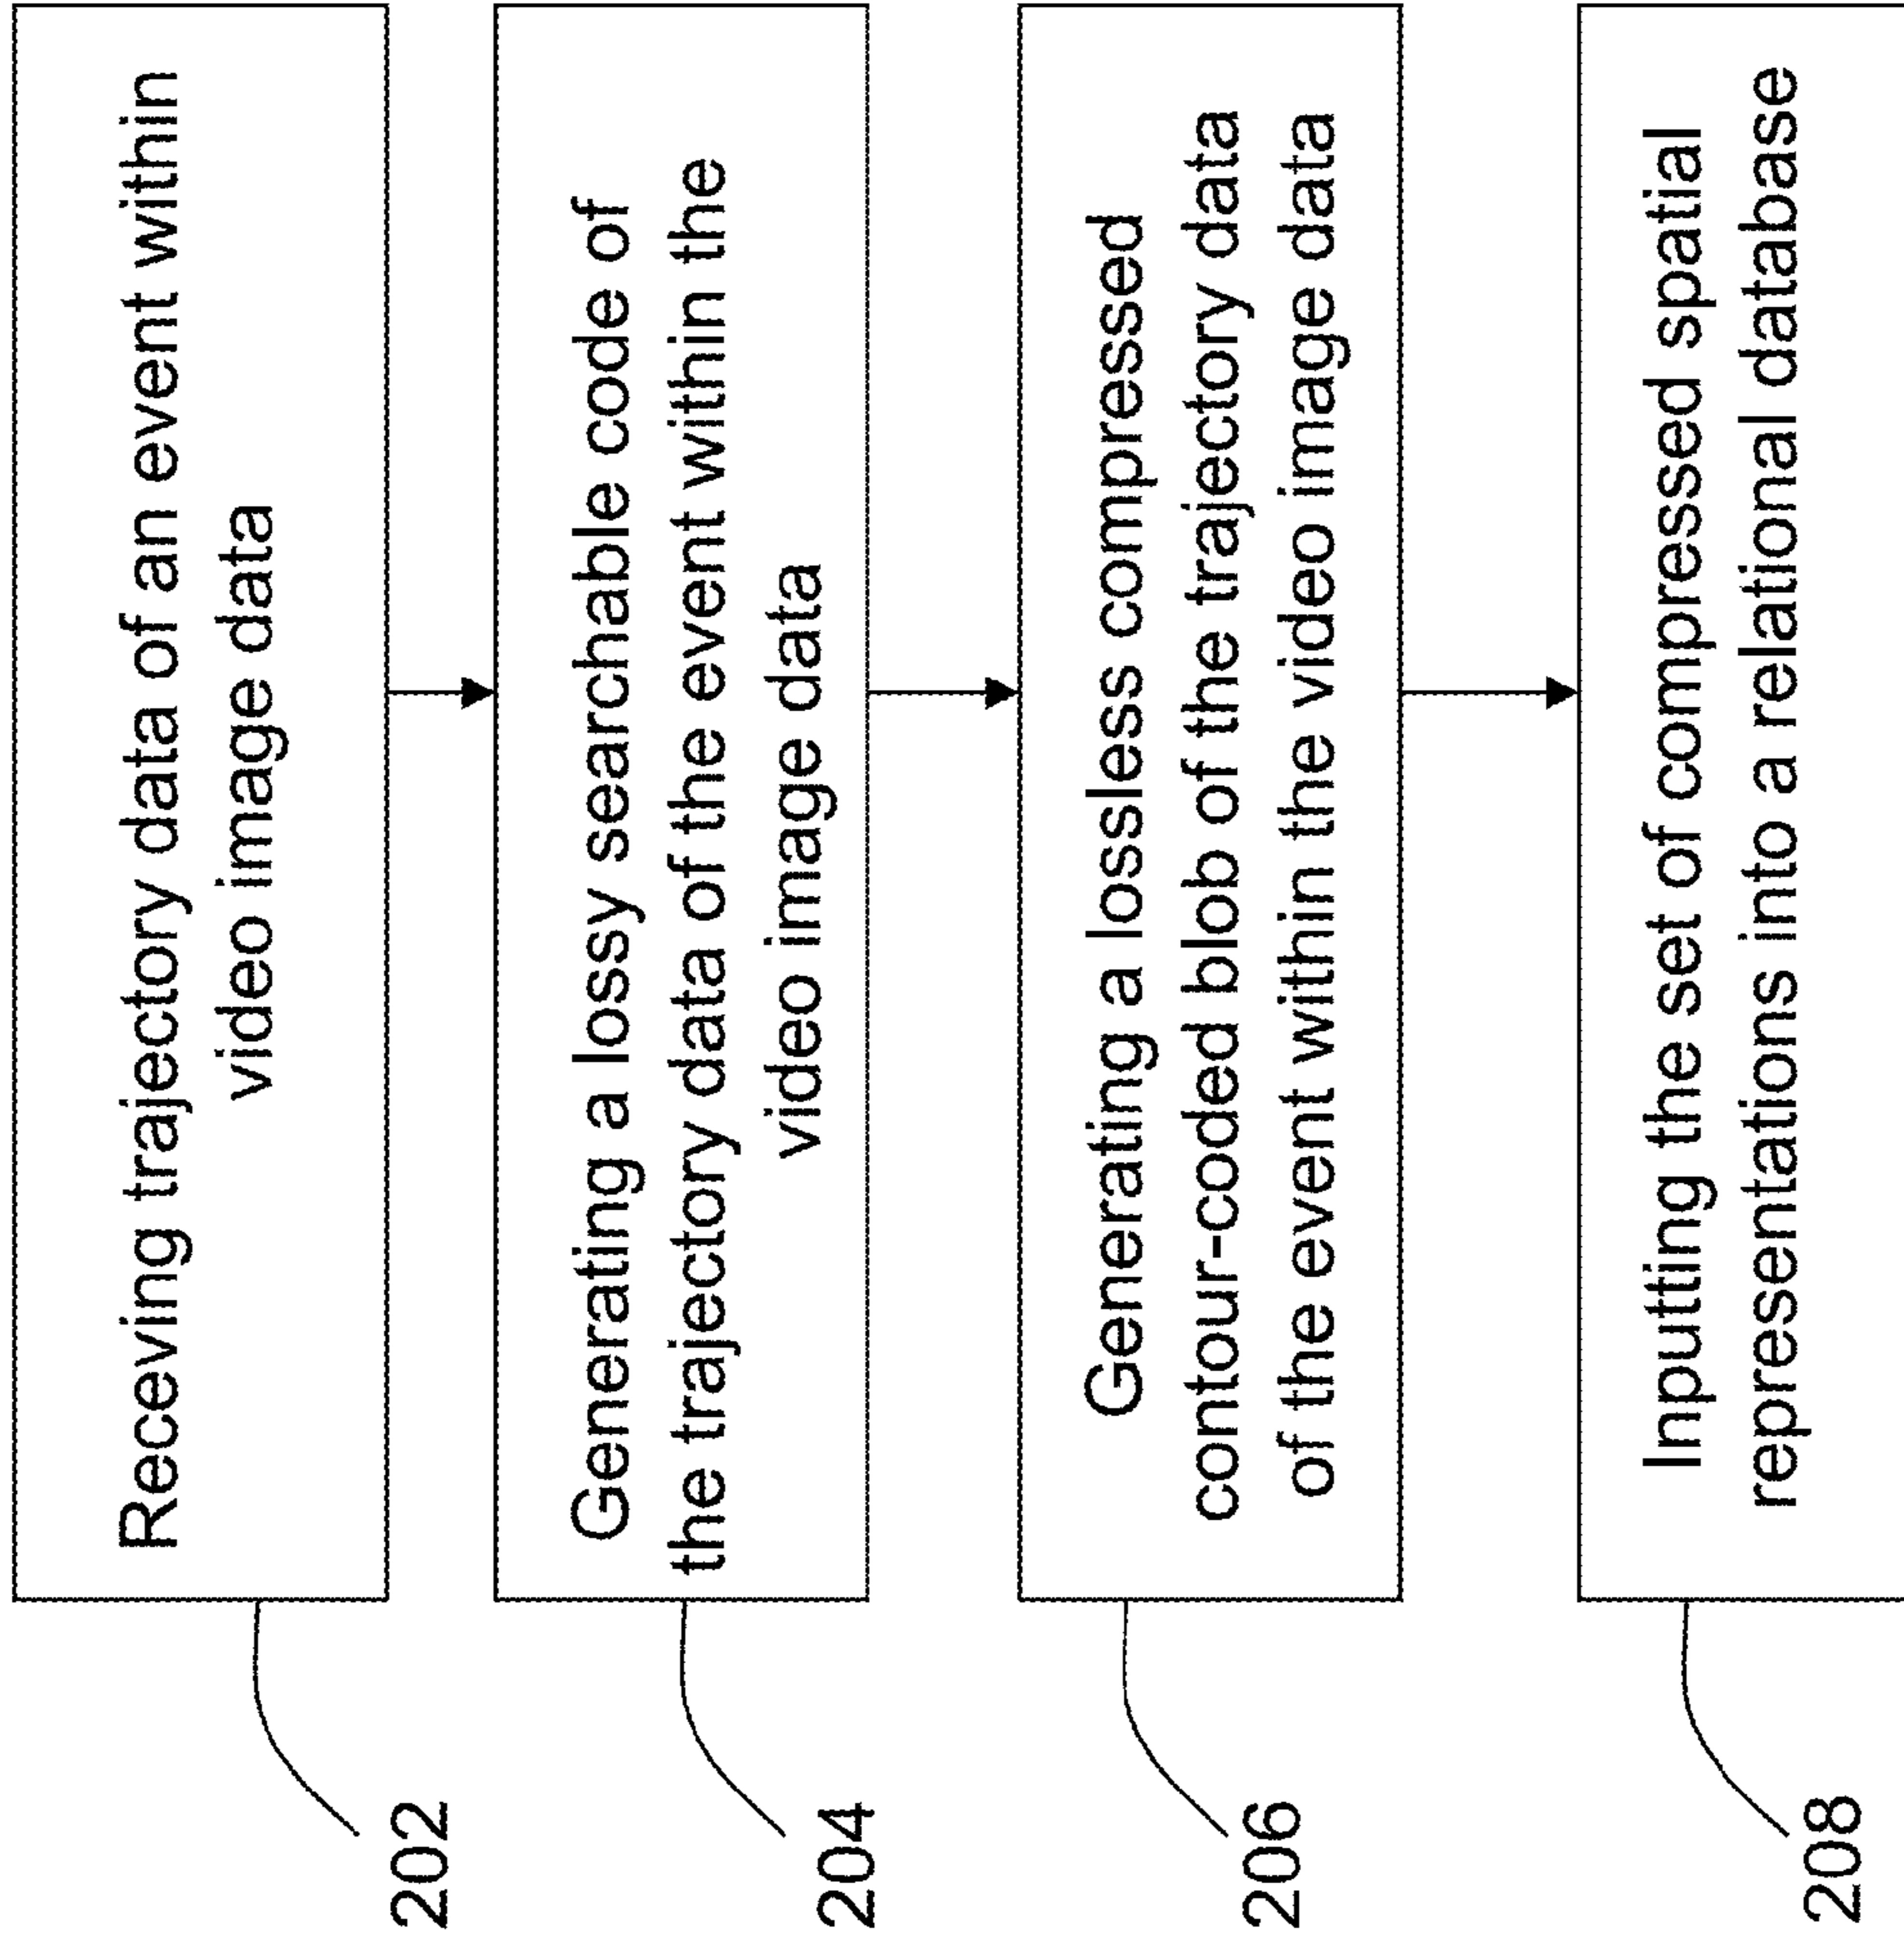 Receiving trajectory data of an event within
video image data
202
Generating a lossy searchable code of
the trajectory data of the event within the
video image data
204
Generating a lossless compressed
contour-coded blob of the trajectory data
of the event within the video image data
206
Inputting the set of compressed spatial
representations into a relational database
208